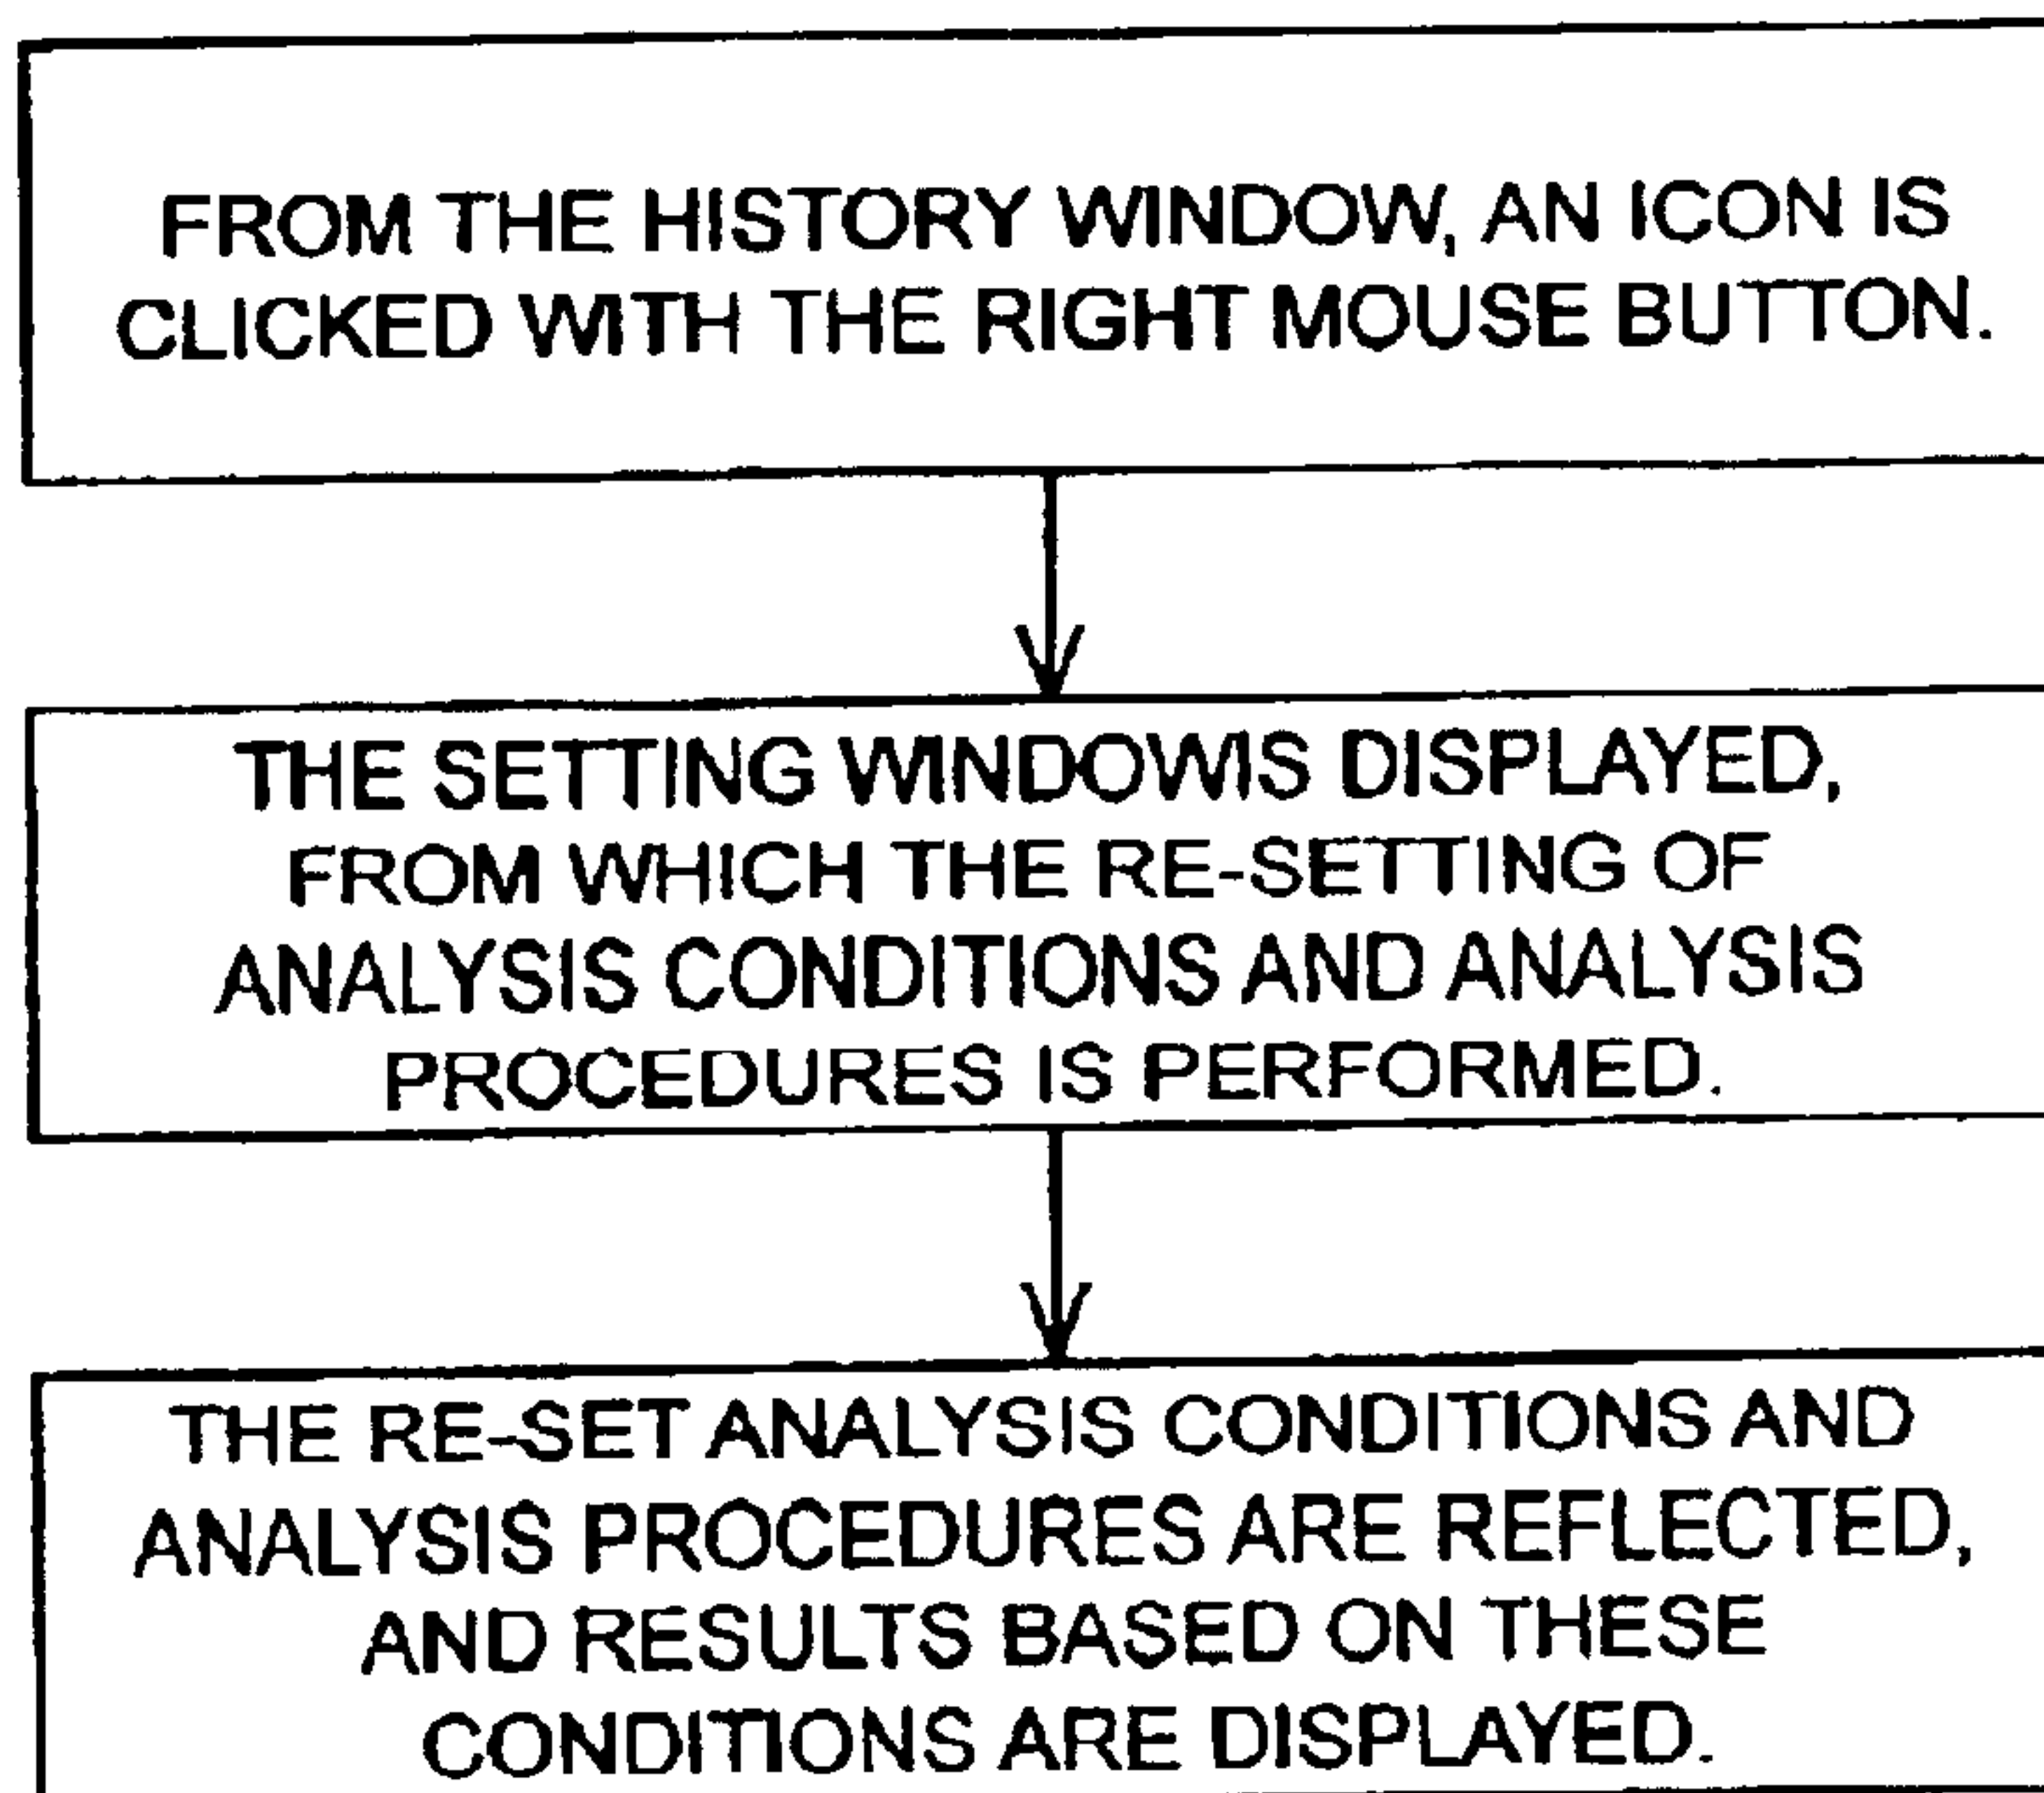 FROM THE HISTORY WINDOW, AN ICON IS
CLICKED WITH THE RIGHT MOUSE BUTTON.
THE SETTING WINDOWIS DISPLAYED,
FROM WHICH THE RE-SETTING OF
ANALYSIS CONDITIONS AND ANALYSIS
PROCEDURES IS PERFORMED.
THE RE-SET ANALYSIS CONDITIONS AND
ANALYSIS PROCEDURES ARE REFLECTED,
AND RESULTS BASED ON THESE
CONDITIONS ARE DISPLAYED.